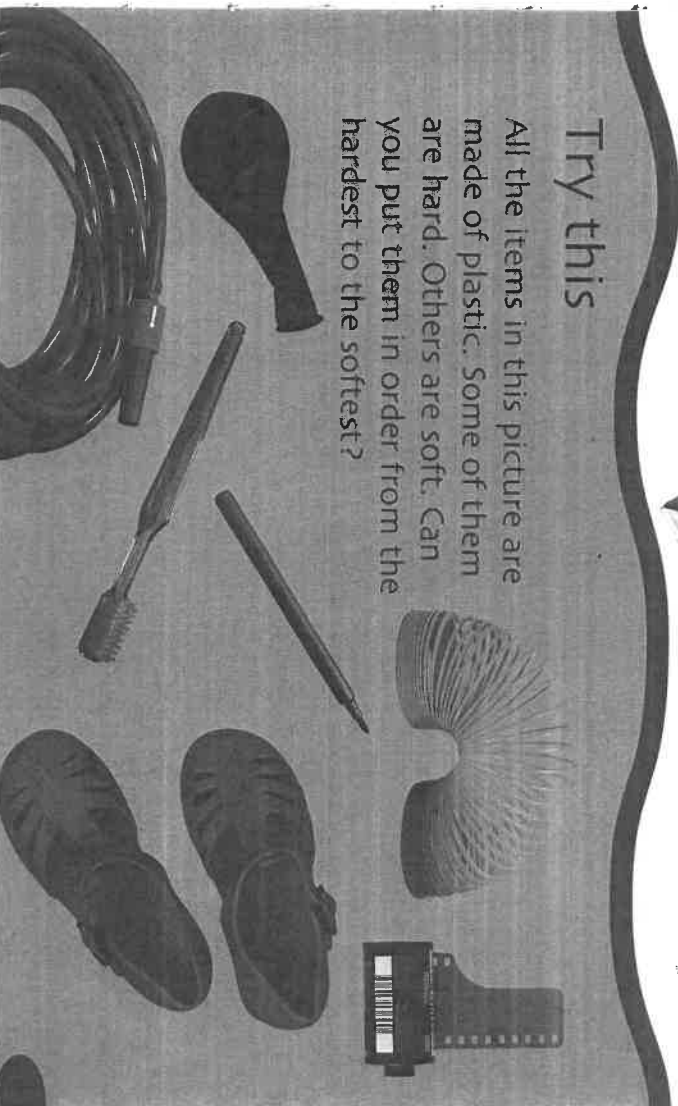 Try this
All the items in this picture are
made of plastic. Some of them
are hard. Others are soft. Can
you put them in order from the
hardest to the softest?